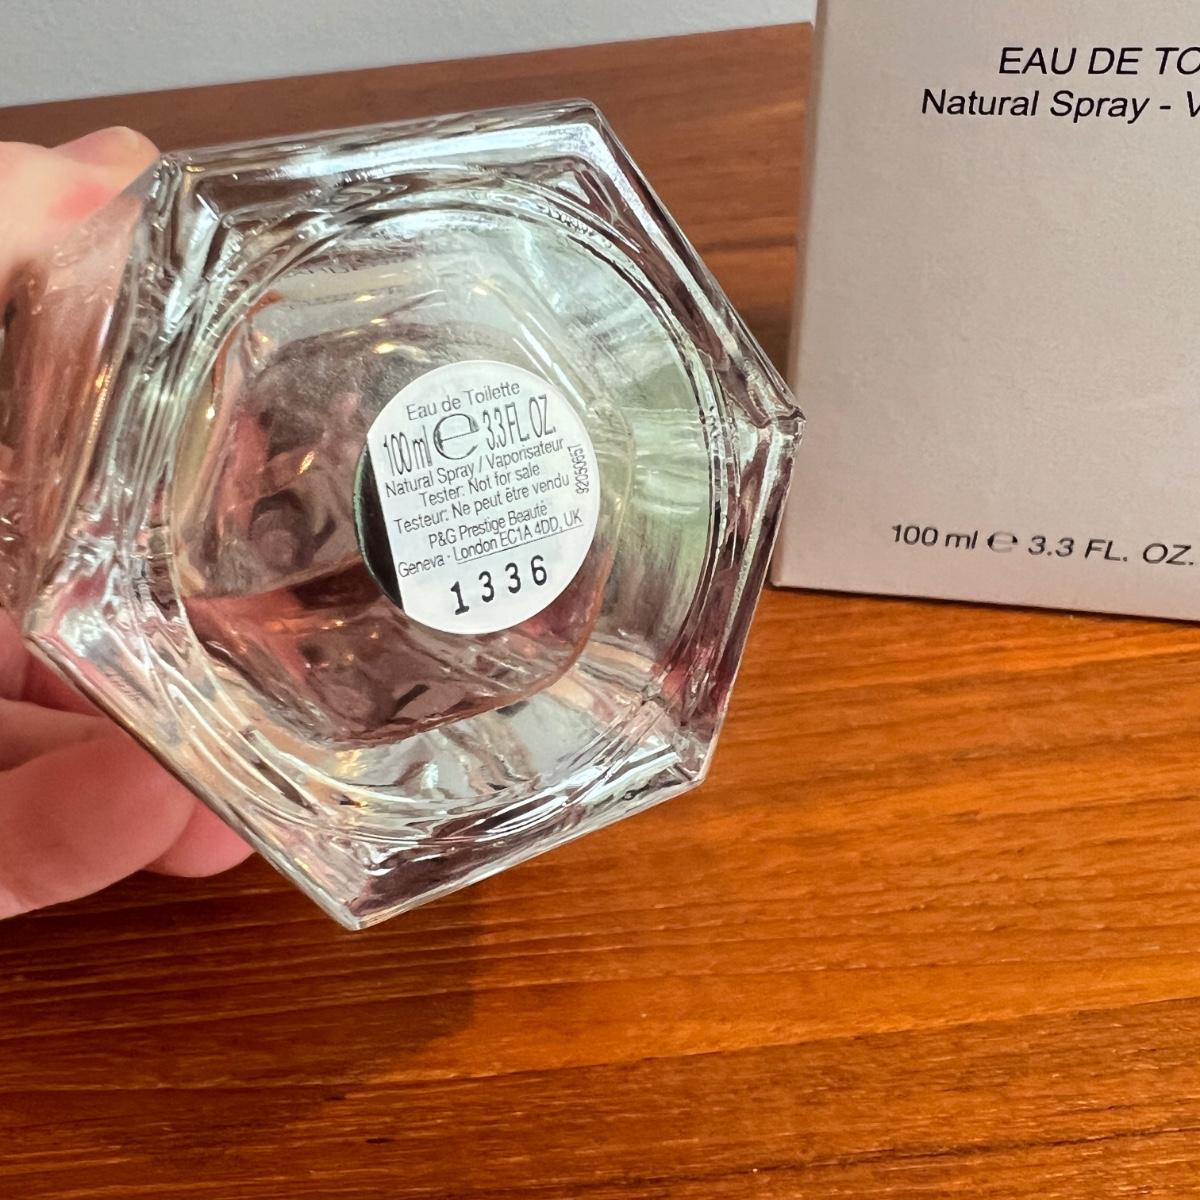 Eau de Toilette
100 ml e 3.3 FL. OZ.
Natural Spray / Vaporisateur
Tester: Not for sale
Testeur: Ne peut être vendu
P&G Prestige Beauté
Geneva · London EC1A 4DD, UK
1336
EAU DE TO
Natural Spray - V
100 ml e 3.3 FL. OZ.